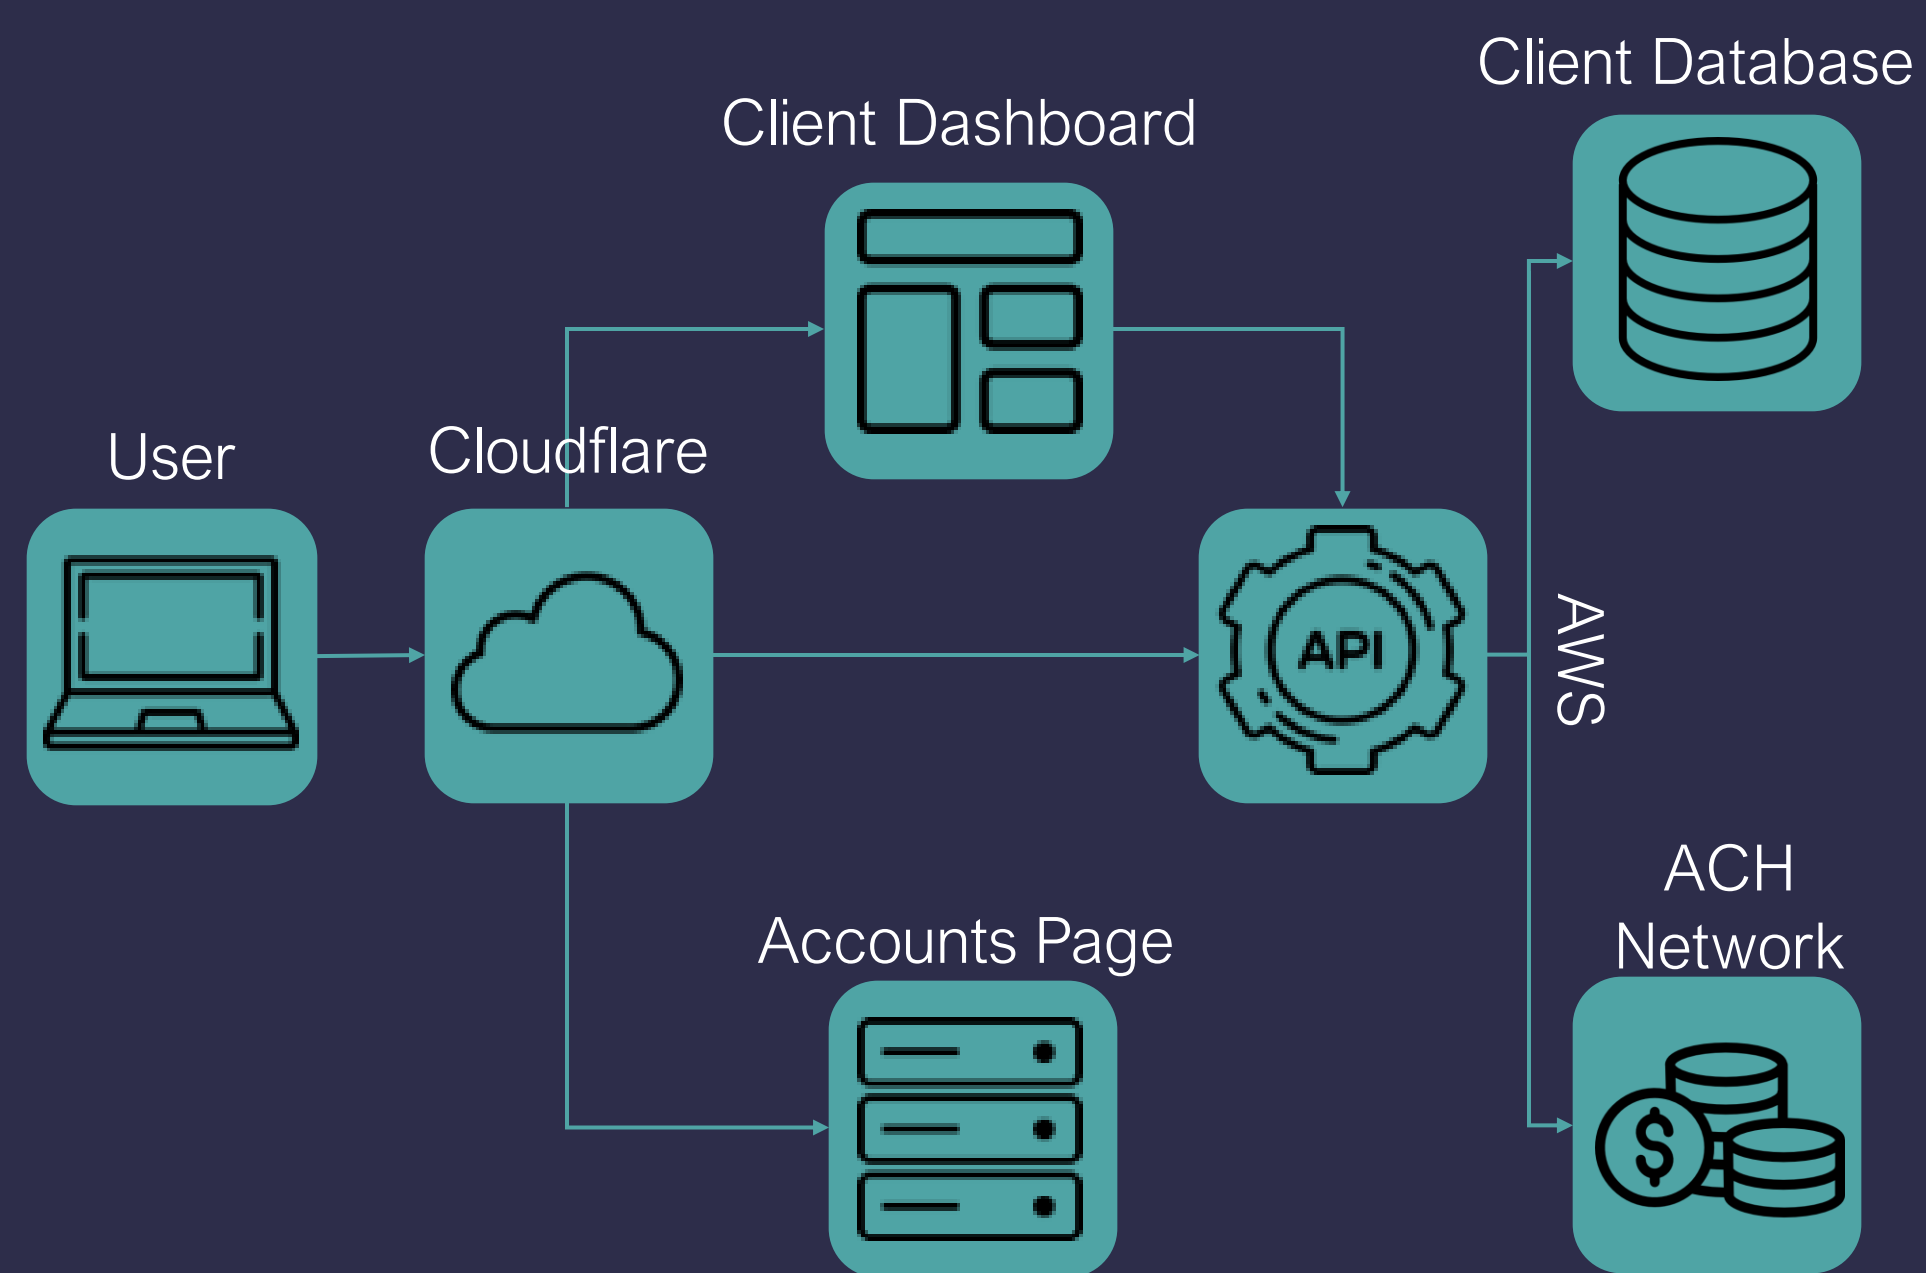 Client Database
Client Dashboard
User
Cloudflare
API
AWS
Accounts Page
ACH
Network
$